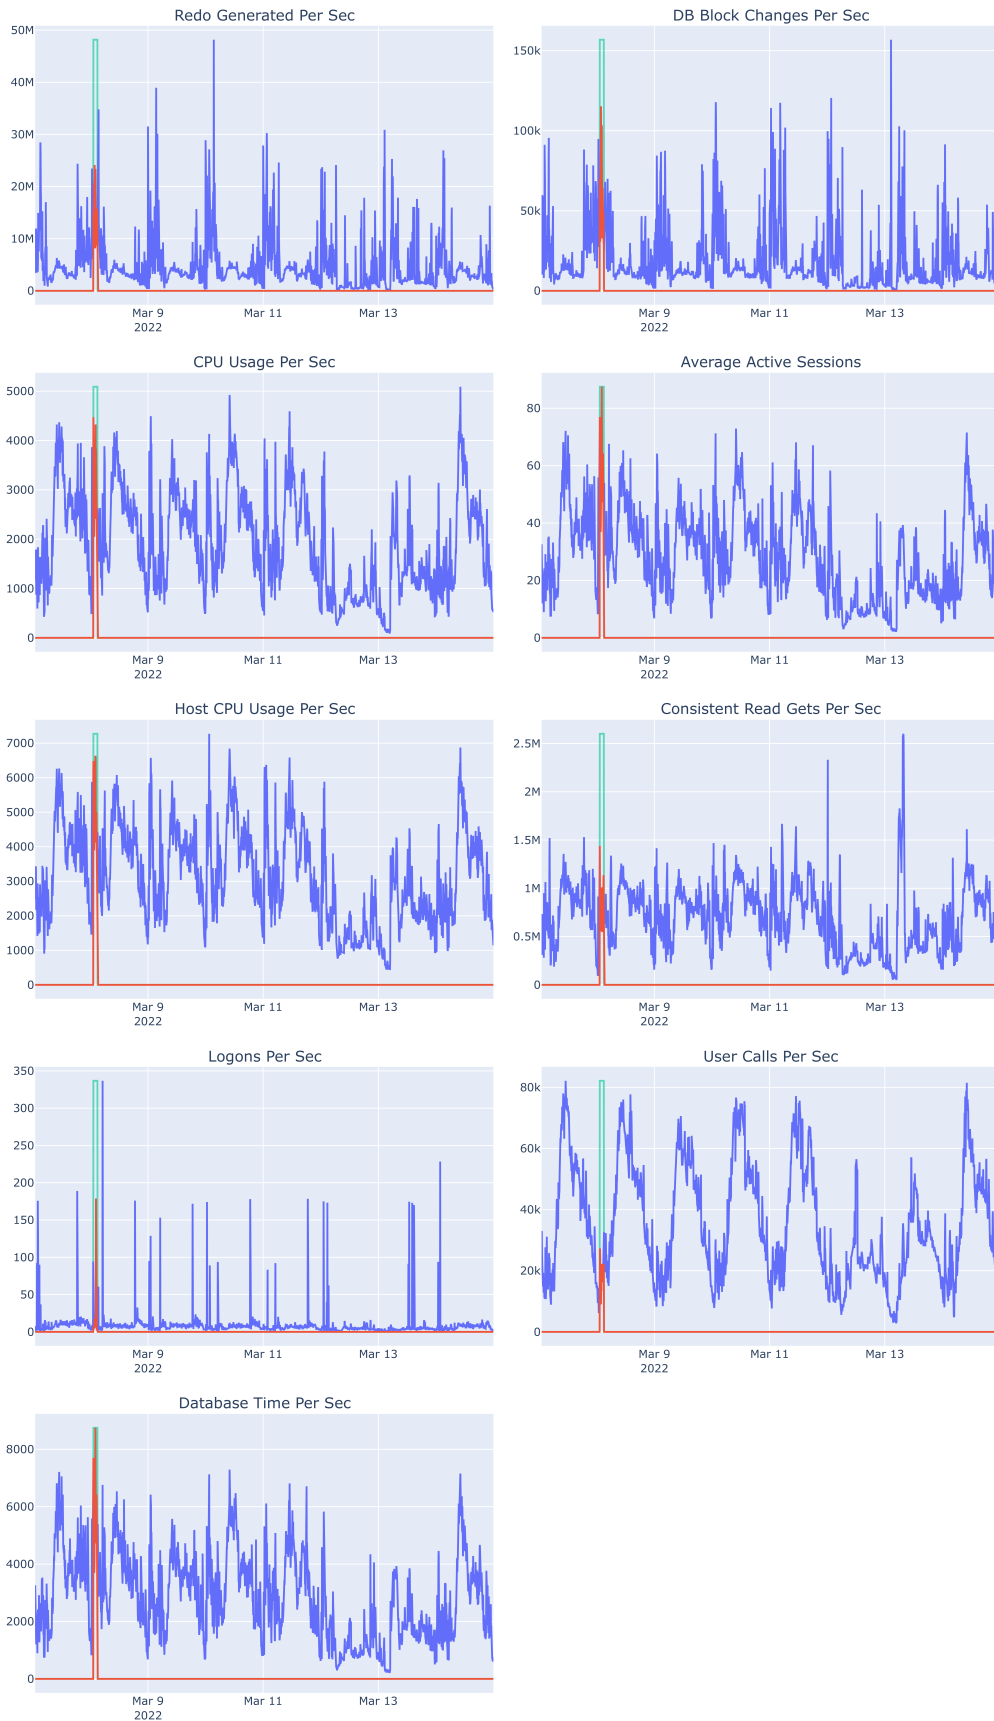 Redo Generated Per Sec
50M
40M
30M
20M
10M
0
Mar 9
2022
Mar 11
Mar 13
DB Block Changes Per Sec
150k
100k
50k
0
Mar 9
2022
Mar 11
Mar 13
CPU Usage Per Sec
5000
4000
3000
2000
1000
0
Mar 9
2022
Mar 11
Mar 13
Average Active Sessions
80
60
40
20
0
Mar 9
2022
Mar 11
Mar 13
Host CPU Usage Per Sec
7000
6000
5000
4000
3000
2000
1000
0
Mar 9
2022
Mar 11
Mar 13
Consistent Read Gets Per Sec
2.5M
2M
1.5M
1M
0.5M
0
Mar 9
2022
Mar 11
Mar 13
Logons Per Sec
350
300
250
200
150
100
50
0
Mar 9
2022
Mar 11
Mar 13
User Calls Per Sec
80k
60k
40k
20k
0
Mar 9
2022
Mar 11
Mar 13
Database Time Per Sec
8000
6000
4000
2000
0
Mar 9
2022
Mar 11
Mar 13